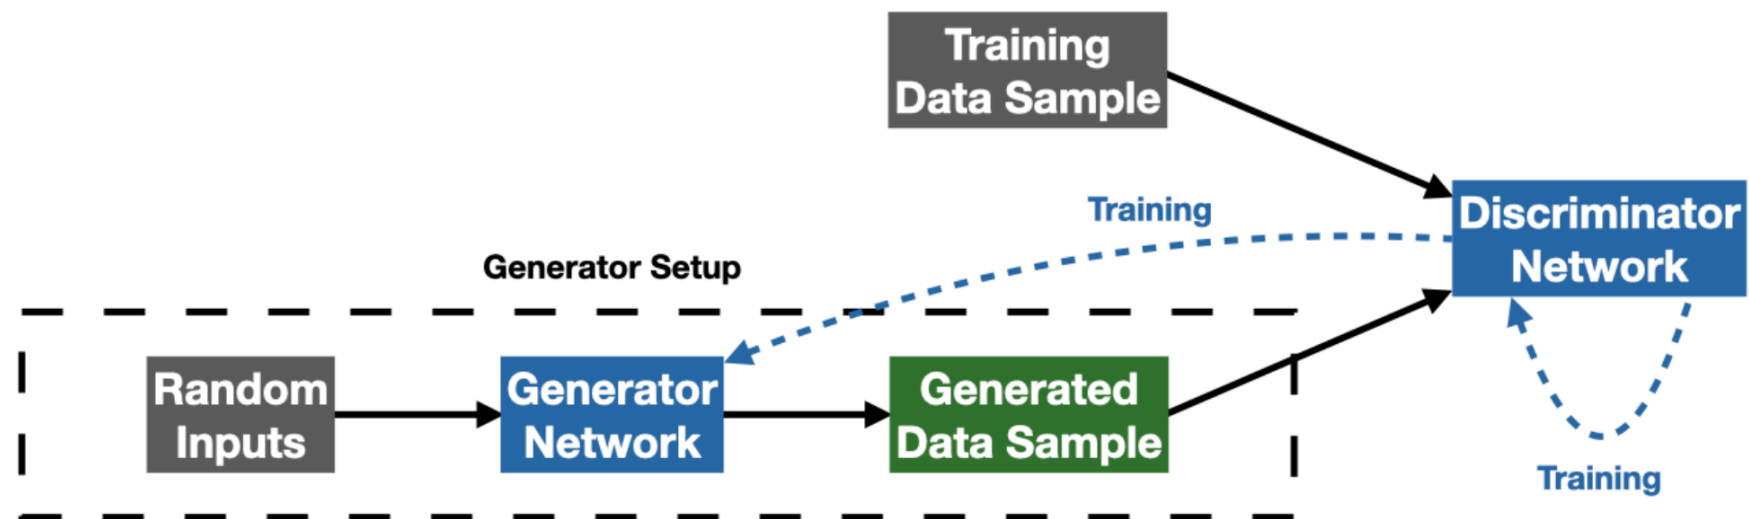 Training
Data Sample
Training
Discriminator
Network
Generator Setup
Random
Inputs
Generator
Network
Generated
Data Sample
Training